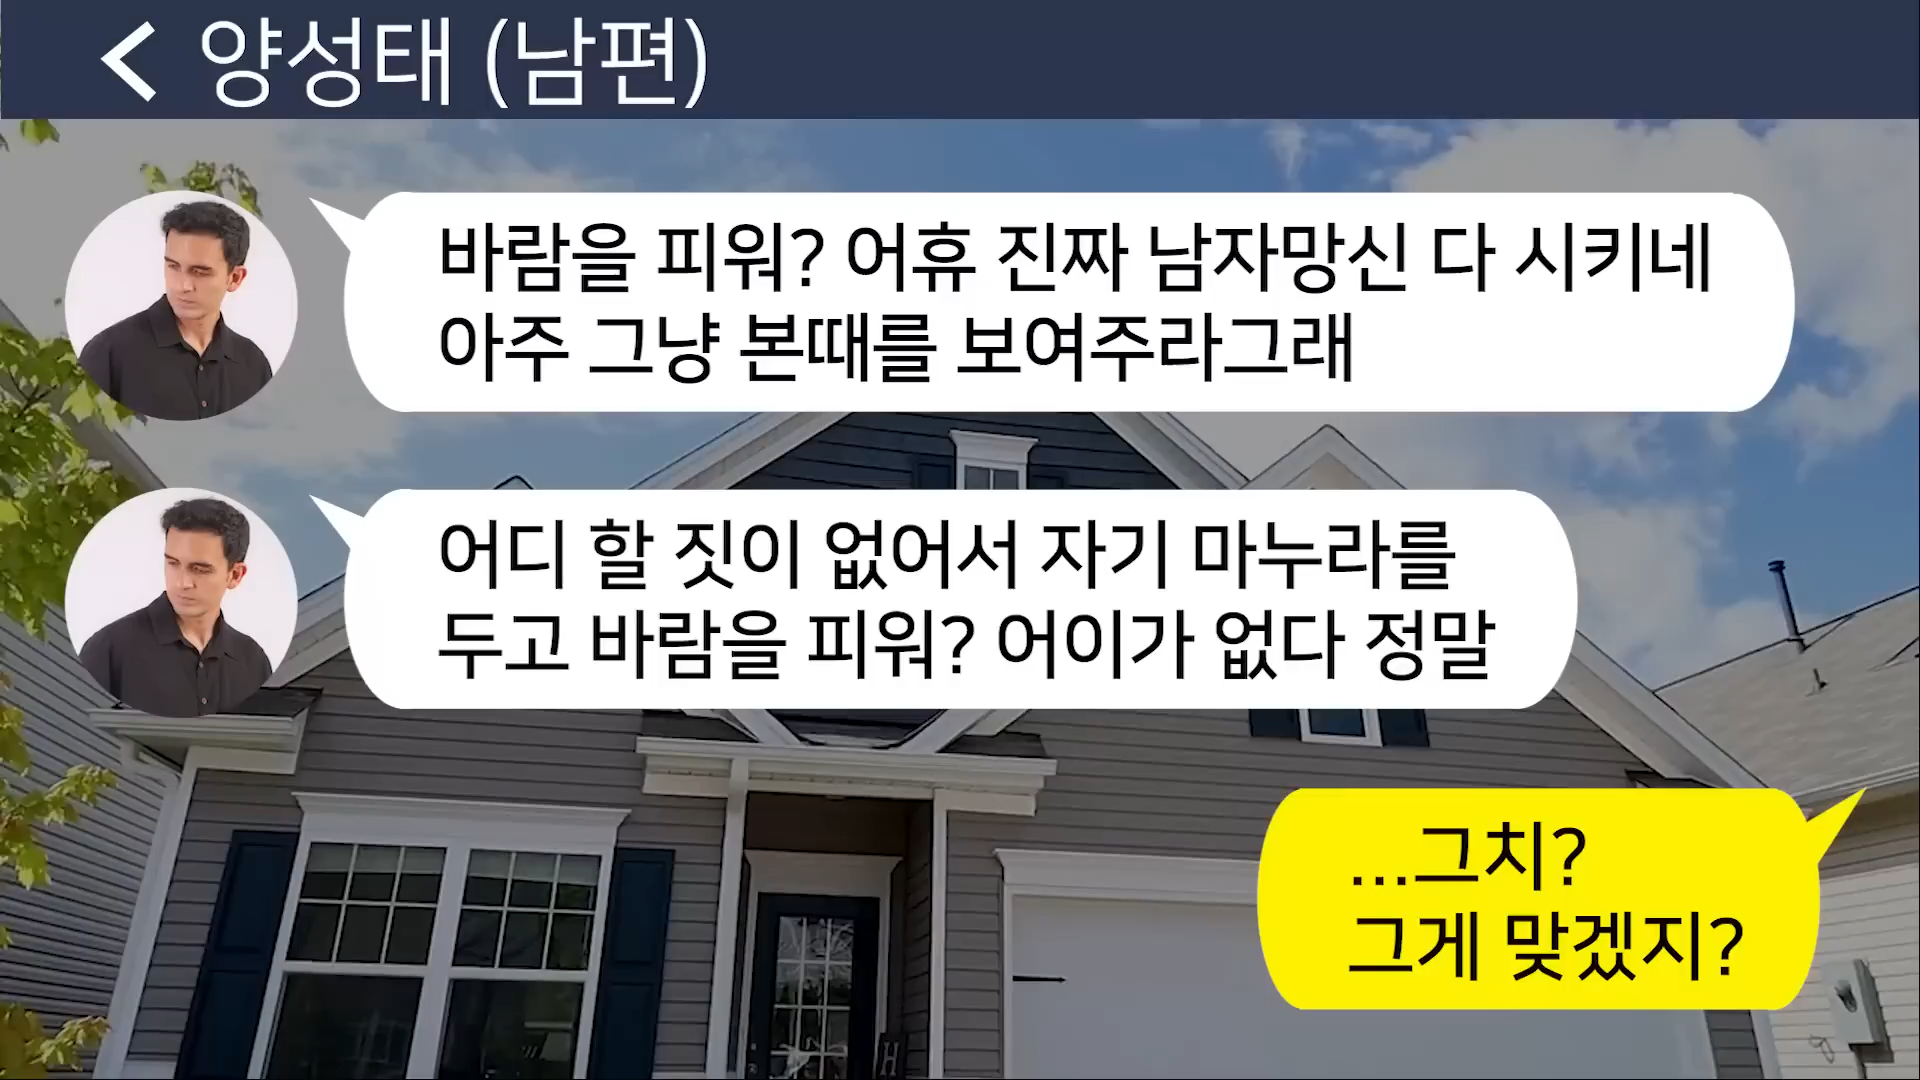 양성태 (남편)
바람을 피워? 어휴 진짜 남자망신 다 시키네
아주 그냥 본때를 보여주라그래
어디 할 짓이 없어서 자기 마누라를
두고 바람을 피워? 어이가 없다 정말
...그치?
그게 맞겠지?
H